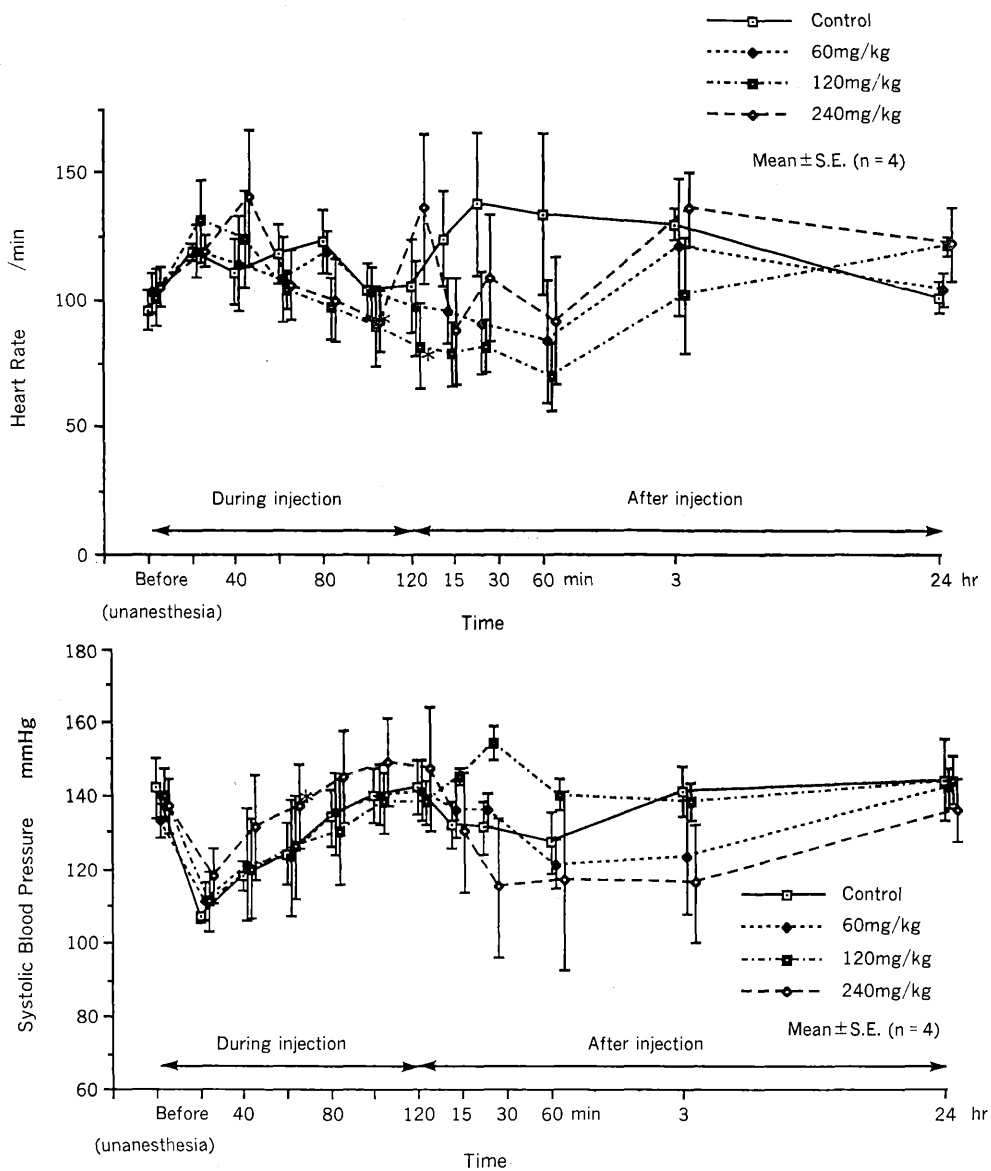 Control
60mg/kg
120mg/kg
240mg/kg
Mean ± S.E. (n = 4)
150
100
50
0
Heart Rate /min
During injection
After injection
Before 40 80 120 15 30 60 min 3 24 hr
(unanesthesia)
Time
180
160
140
120
100
80
60
Systolic Blood Pressure mmHg
Control
60mg/kg
120mg/kg
240mg/kg
Mean ± S.E. (n = 4)
During injection
After injection
Before 40 80 120 15 30 60 min 3 24 hr
(unanesthesia)
Time